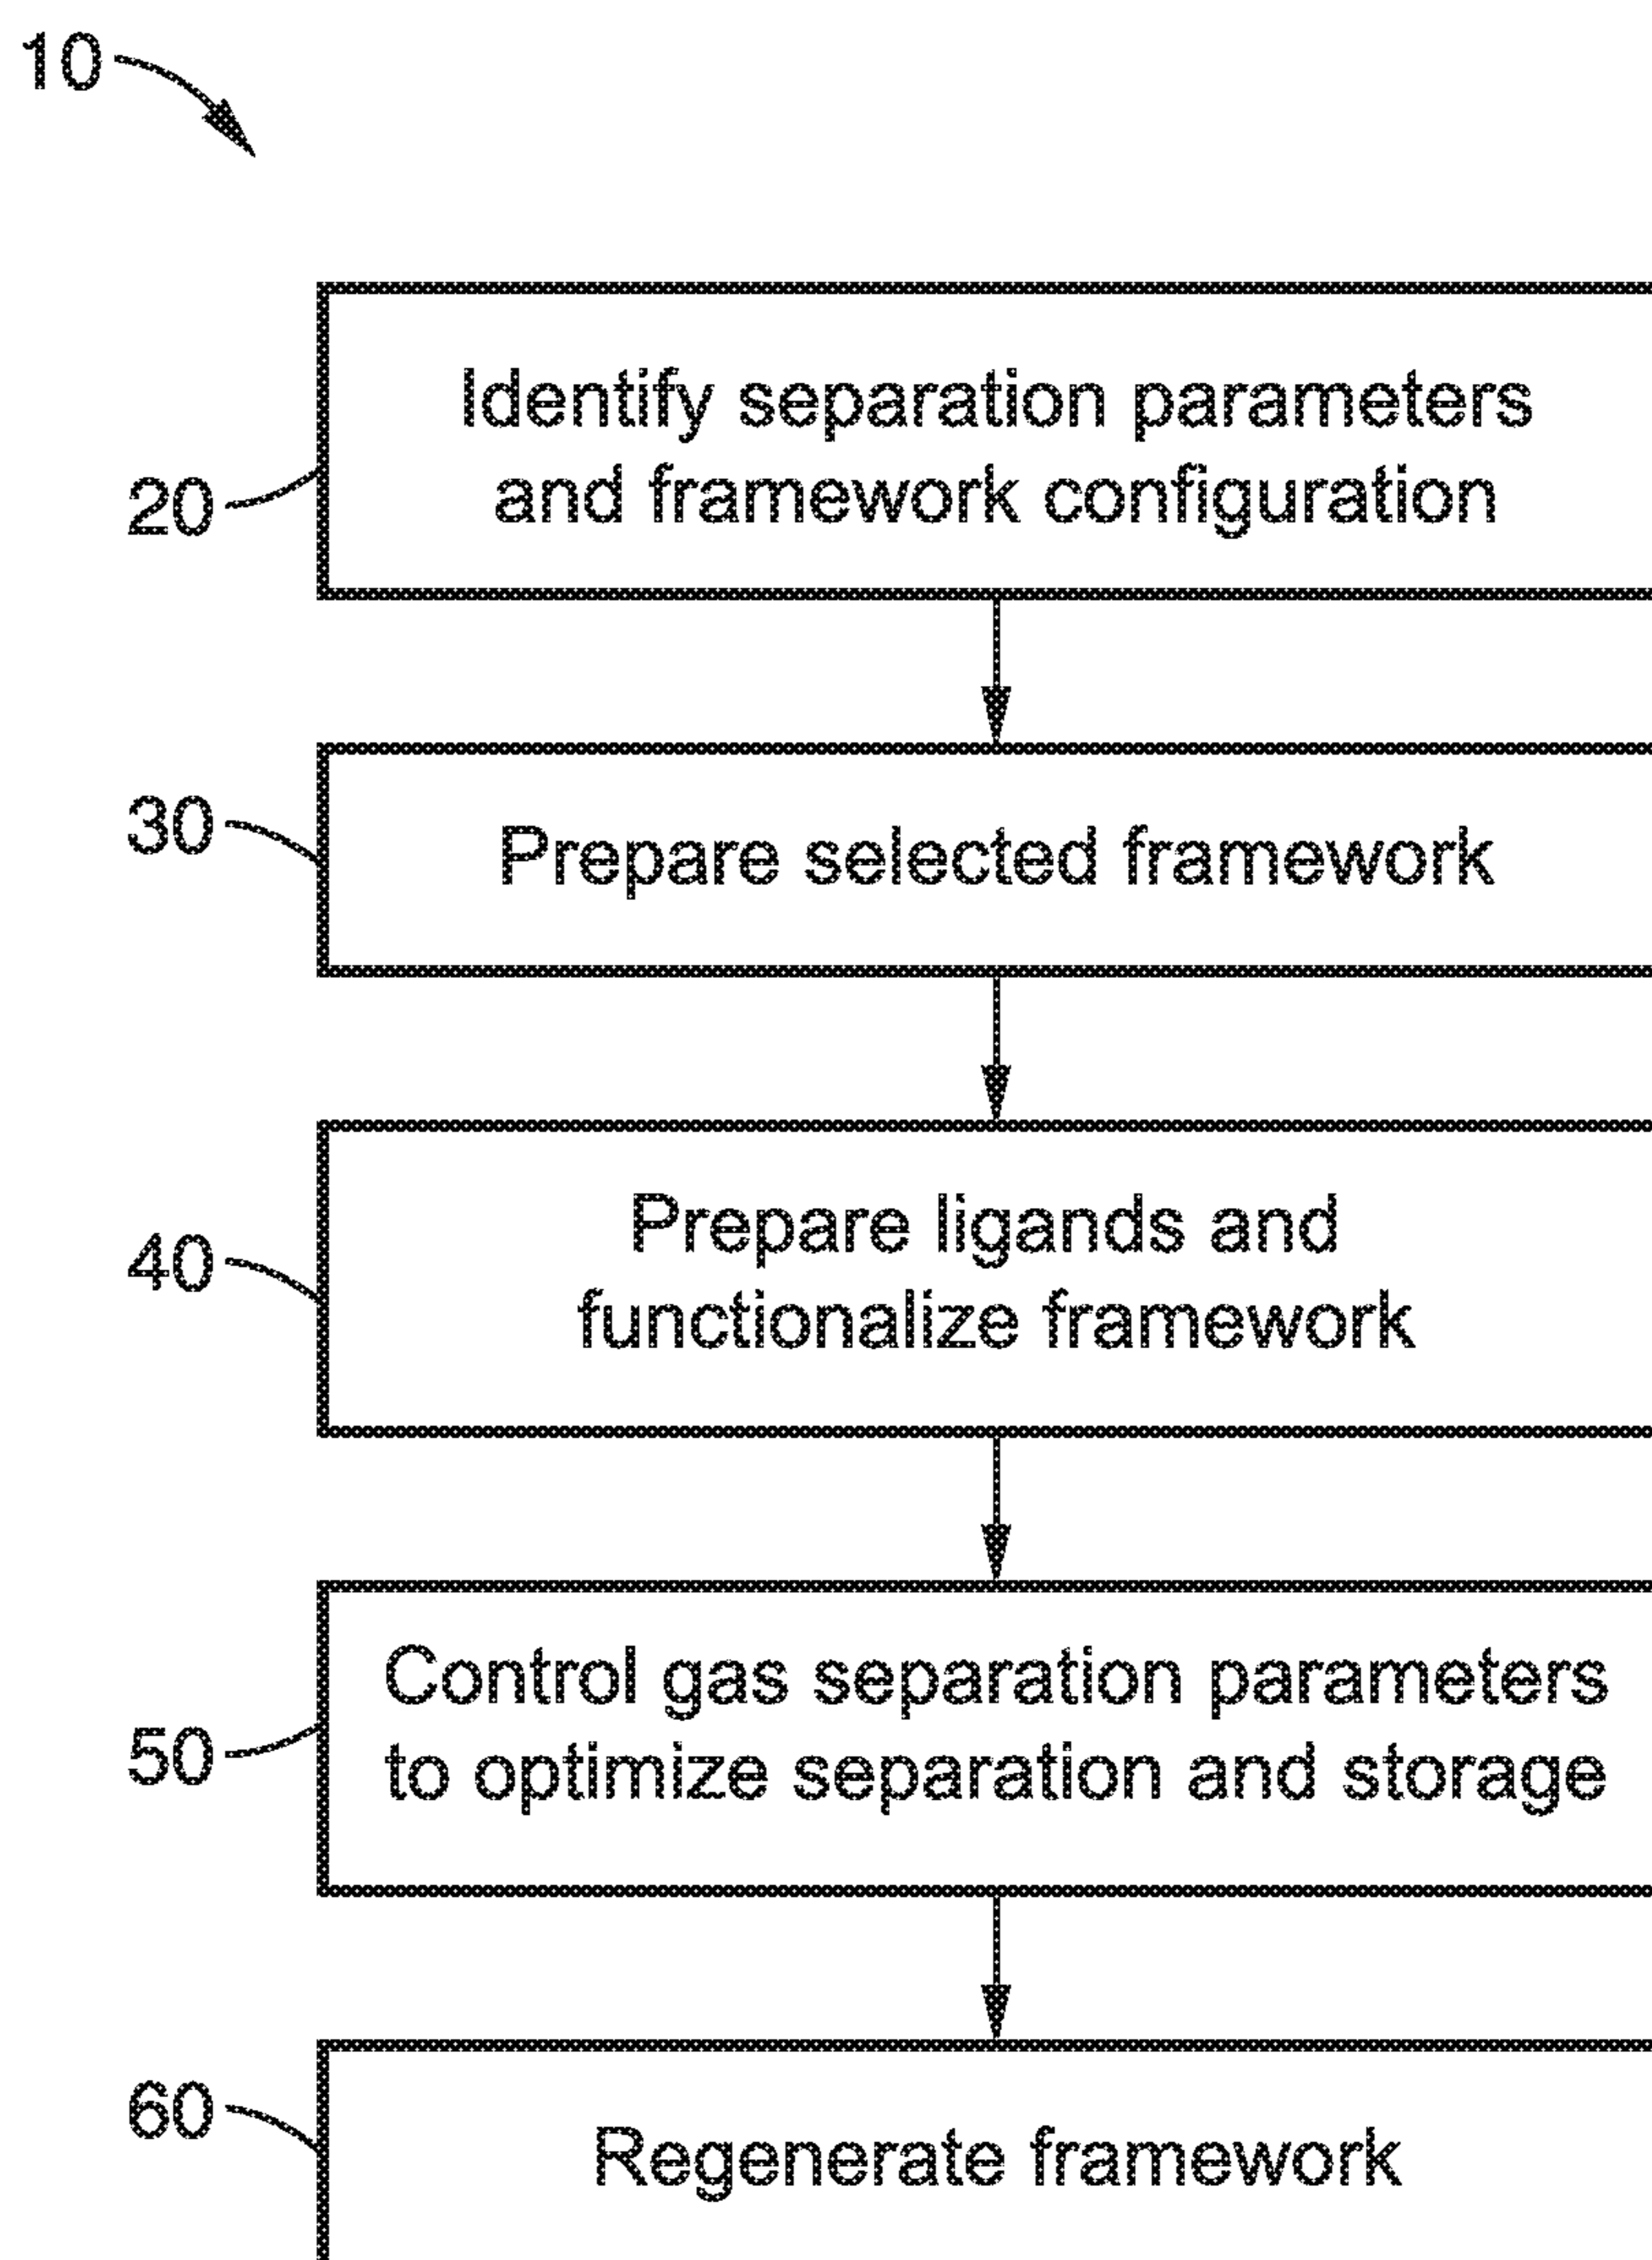 10
Identify separation parameters
and framework configuration
20
30
Prepare selected framework
Prepare ligands and
40
functionalize framework
Control gas separation parameters
50
to optimize separation and storage
60
Regenerate framework